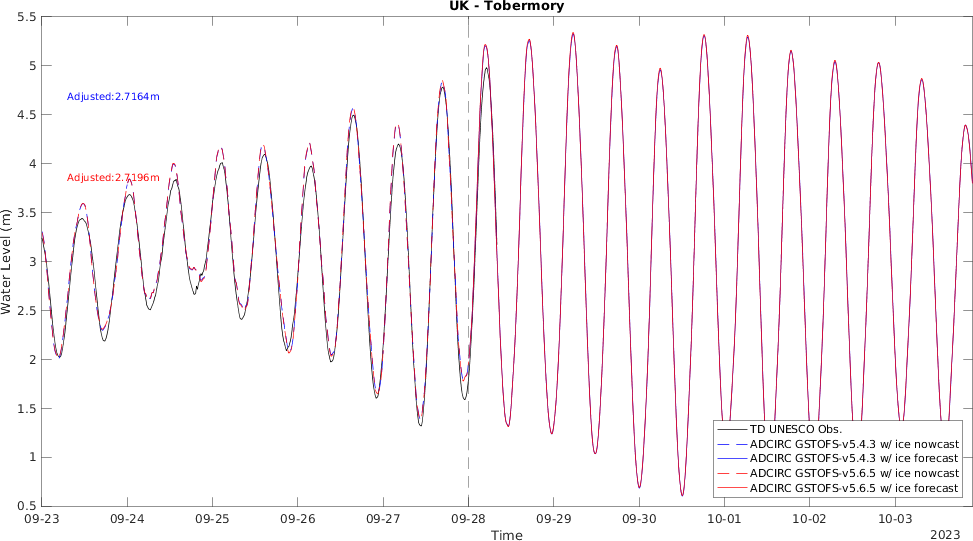 UK - Tobermory
5.5
5
4.5
4
3.5
3
2.5
2
1.5
1
0.5
Water Level (m)
Adjusted:2.7164m
Adjusted:2.7196m
TD UNESCO Obs.
ADCIRC GSTOFS-v5.4.3 w/ ice nowcast
ADCIRC GSTOFS-v5.4.3 w/ ice forecast
ADCIRC GSTOFS-v5.6.5 w/ ice nowcast
ADCIRC GSTOFS-v5.6.5 w/ ice forecast
09-23 09-24 09-25 09-26 09-27 09-28 09-29 09-30 10-01 10-02 10-03
Time
2023